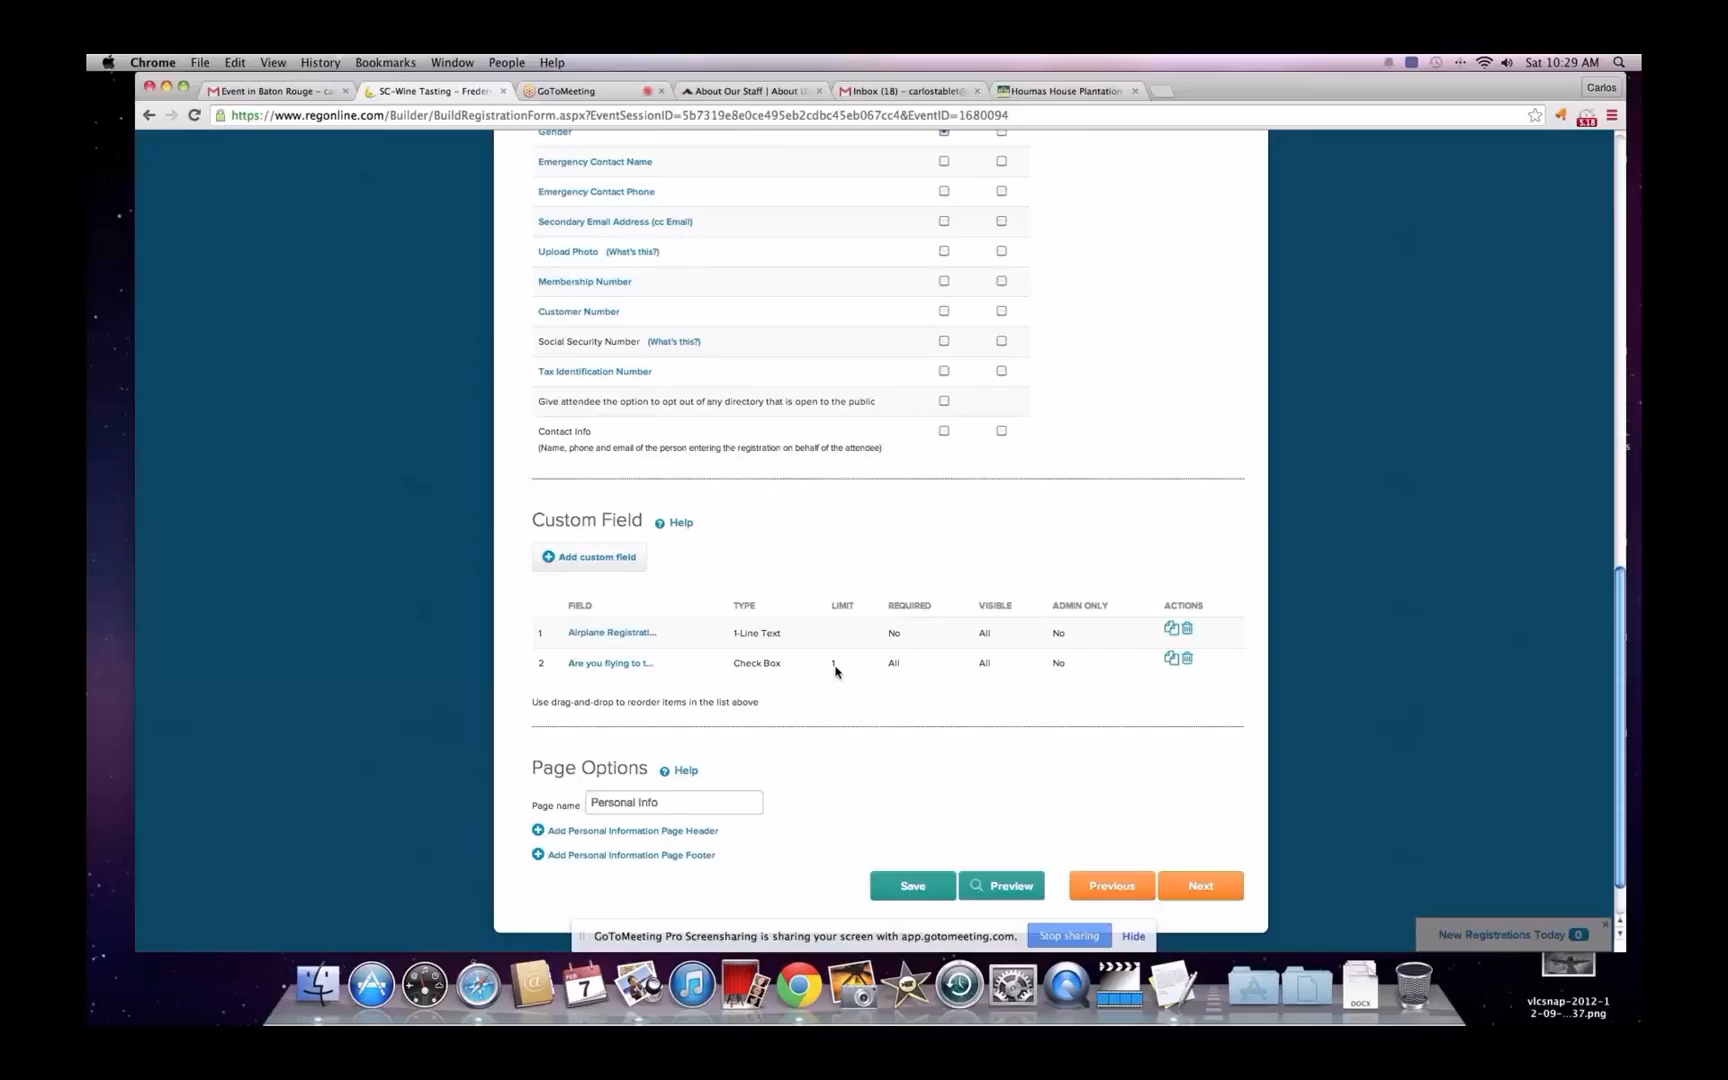 Chrome File Edit View History Bookmarks Window People Help Sat 10:29 AM
Event in Baton Rouge - ca SC-Wine Tasting - Freder GoToMeeting About Our Staff | About U Inbox (18) - carlostablet@ Houmas House Plantation Carlos
https://www.regonline.com/Builder/BuildRegistrationForm.aspx?EventSessionID=5b7319e8e0ce495eb2cdbc45eb067cc4&EventID=1680094
Gender
Emergency Contact Name
Emergency Contact Phone
Secondary Email Address (cc Email)
Upload Photo (What's this?)
Membership Number
Customer Number
Social Security Number (What's this?)
Tax Identification Number
Give attendee the option to opt out of any directory that is open to the public
Contact Info
(Name, phone and email of the person entering the registration on behalf of the attendee)
Custom Field ? Help
Add custom field
FIELD TYPE LIMIT REQUIRED VISIBLE ADMIN ONLY ACTIONS
1 Airplane Registrati... 1-Line Text No All No
2 Are you flying to t... Check Box 1 All All No
Use drag-and-drop to reorder items in the list above
Page Options ? Help
Page name Personal Info
Add Personal Information Page Header
Add Personal Information Page Footer
Save Preview Previous Next
GoToMeeting Pro Screensharing is sharing your screen with app.gotomeeting.com. Stop sharing Hide
New Registrations Today 0
FEB
7
DOCX
vlcsnap-2012-1
2-09-...37.png